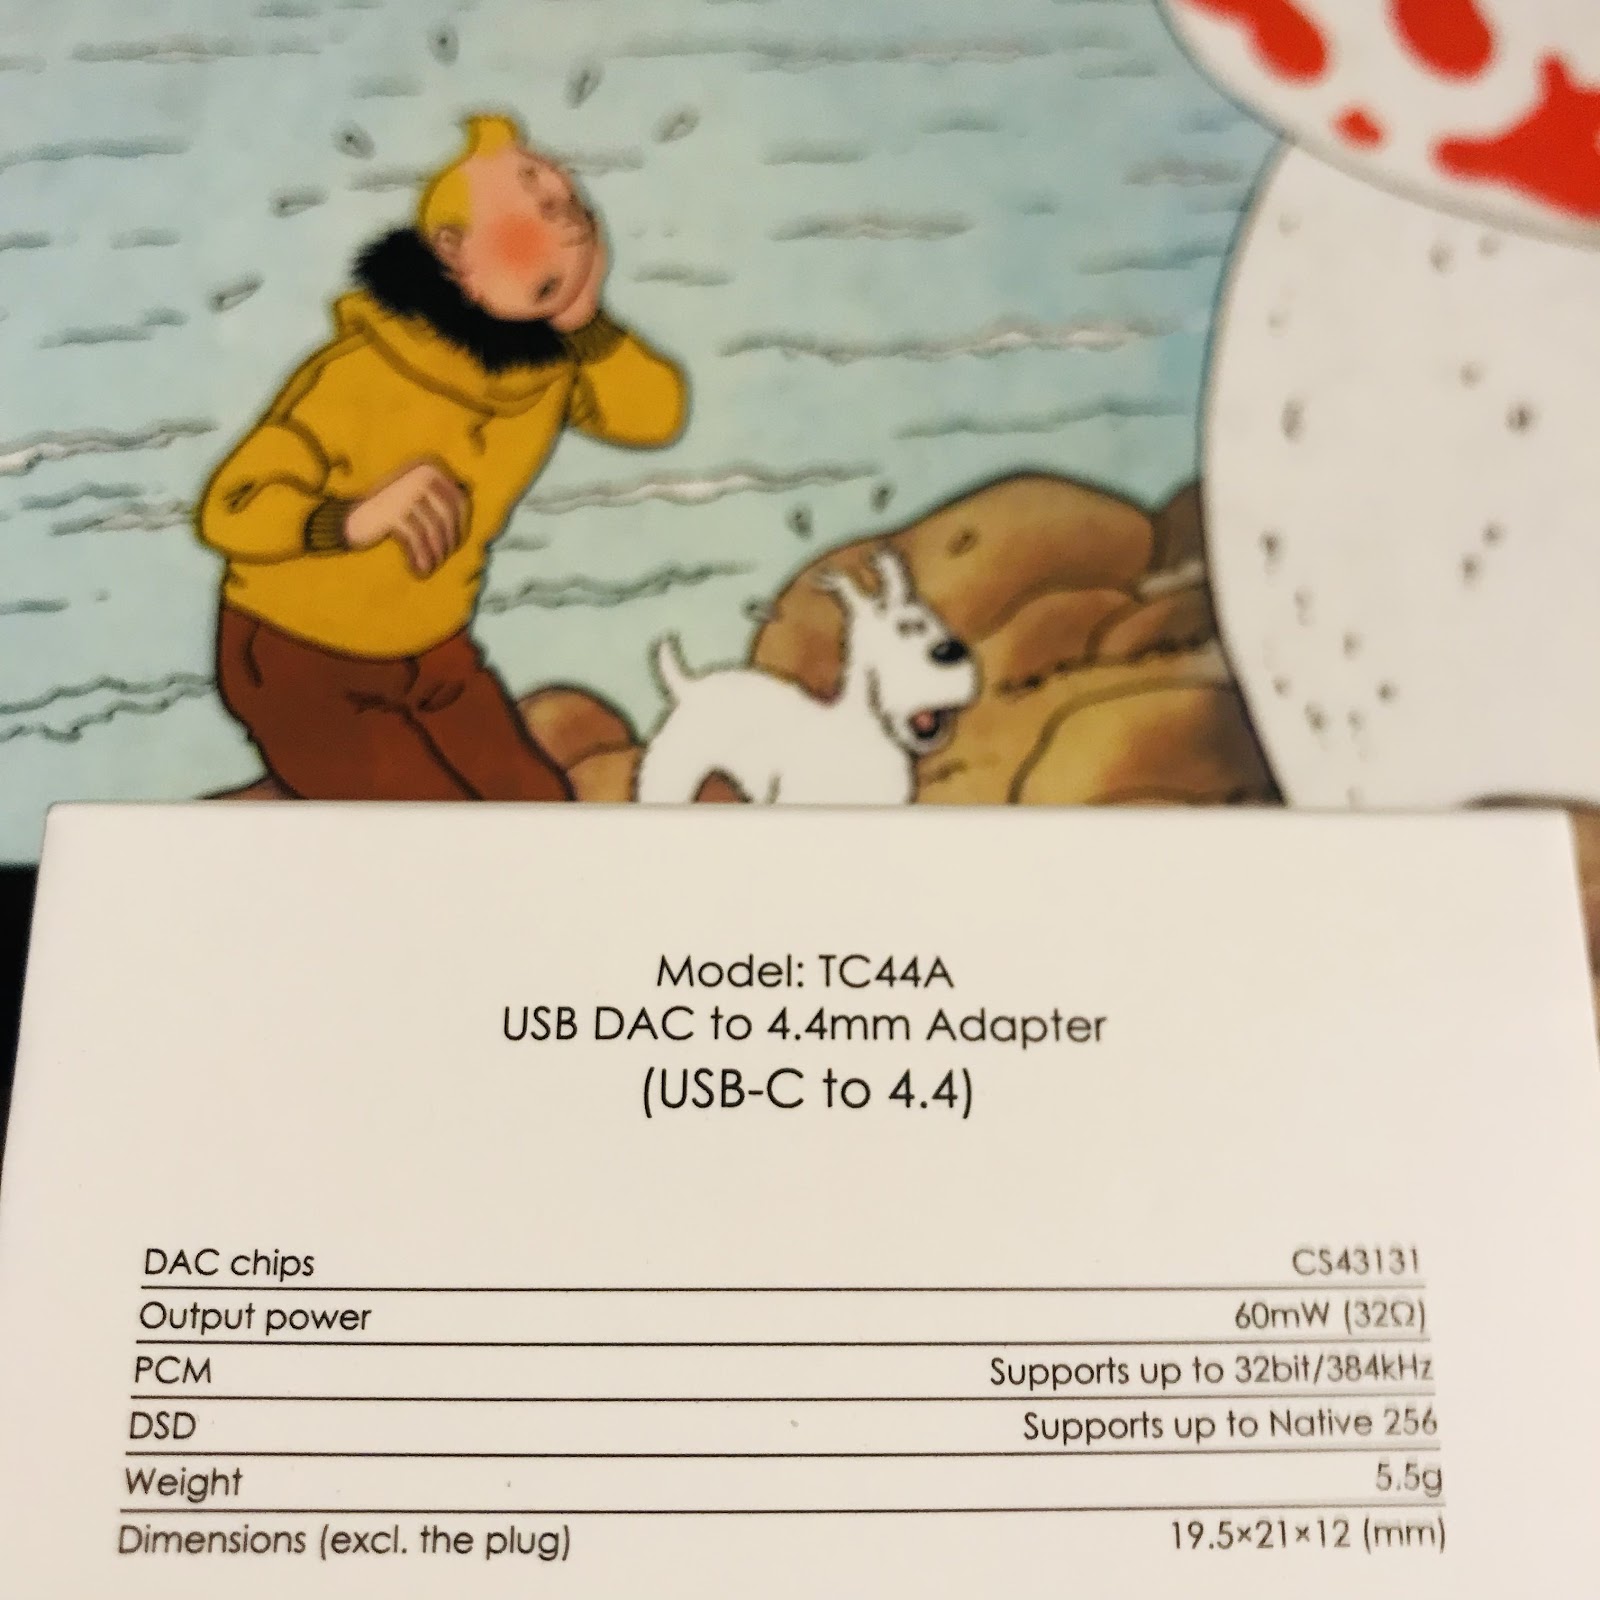 Model: TC44A
USB DAC to 4.4mm Adapter
(USB-C to 4.4)
DAC chips CS43131
Output power 60mW (32Ω)
PCM Supports up to 32bit/384kHz
DSD Supports up to Native 256
Weight 5.5g
Dimensions (excl. the plug) 19.5×21×12 (mm)